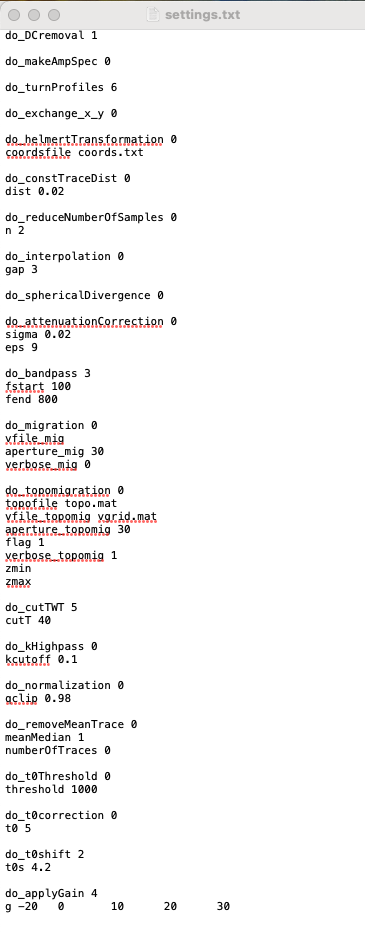 settings.txt
do_DCremoval 1
do_makeAmpSpec 0
do_turnProfiles 6
do_exchange_x_y 0
do_helmertTransformation 0
coordsfile coords.txt
do_constTraceDist 0
dist 0.02
do_reduceNumberOfSamples 0
n 2
do_interpolation 0
gap 3
do_sphericalDivergence 0
do_attenuationCorrection 0
sigma 0.02
eps 9
do_bandpass 3
fstart 100
fend 800
do_migration 0
vfile_mig
aperture_mig 30
verbose_mig 0
do_topomigration 0
topofile topo.mat
vfile_topomig vgrid.mat
aperture_topomig 30
flag 1
verbose_topomig 1
zmin
zmax
do_cutTWT 5
cutT 40
do_kHighpass 0
kcutoff 0.1
do_normalization 0
qclip 0.98
do_removeMeanTrace 0
meanMedian 1
numberOfTraces 0
do_t0Threshold 0
threshold 1000
do_t0correction 0
t0 5
do_t0shift 2
t0s 4.2
do_applyGain 4
g -20 0 10 20 30